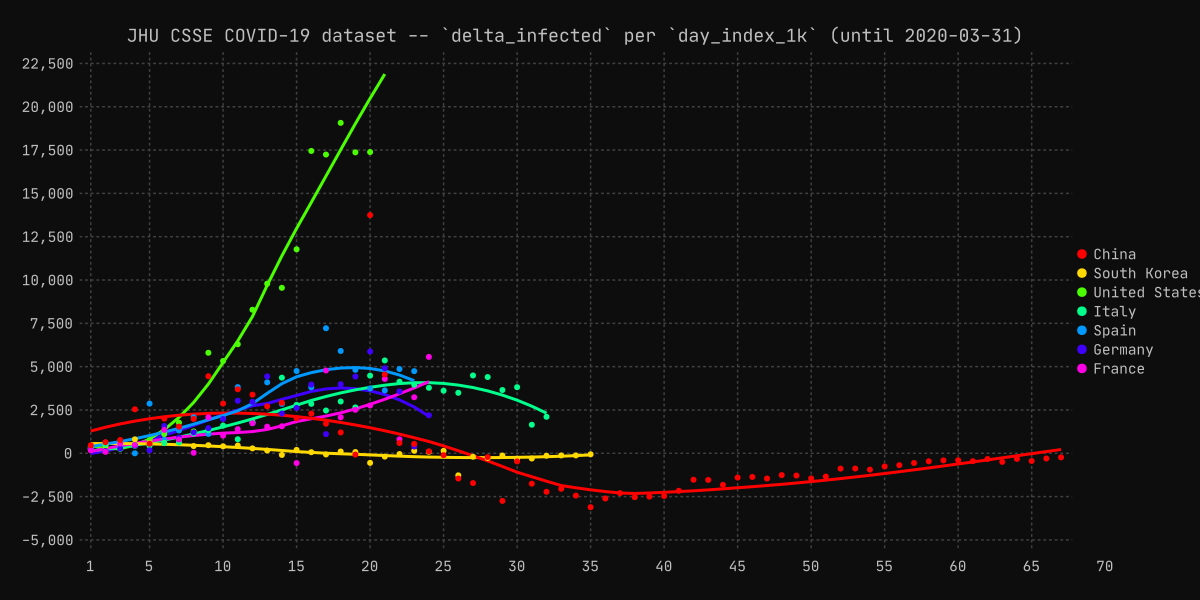 JHU CSSE COVID-19 dataset -- `delta_infected` per `day_index_1k` (until 2020-03-31)
22,500
20,000
17,500
15,000
12,500
10,000
7,500
5,000
2,500
0
−2,500
−5,000
1 5 10 15 20 25 30 35 40 45 50 55 60 65 70
China
South Korea
United States
Italy
Spain
Germany
France